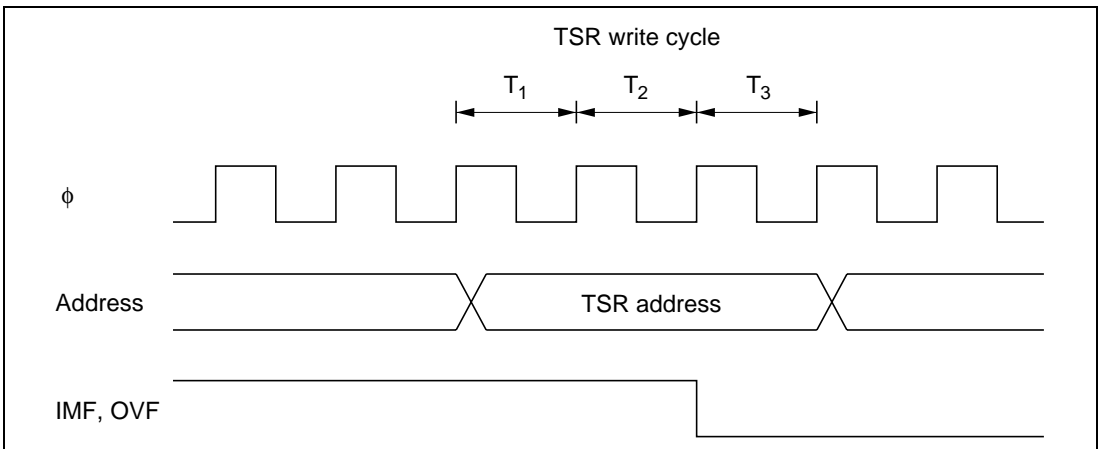 TSR write cycle
T1 T2 T3
ϕ
Address
TSR address
IMF, OVF